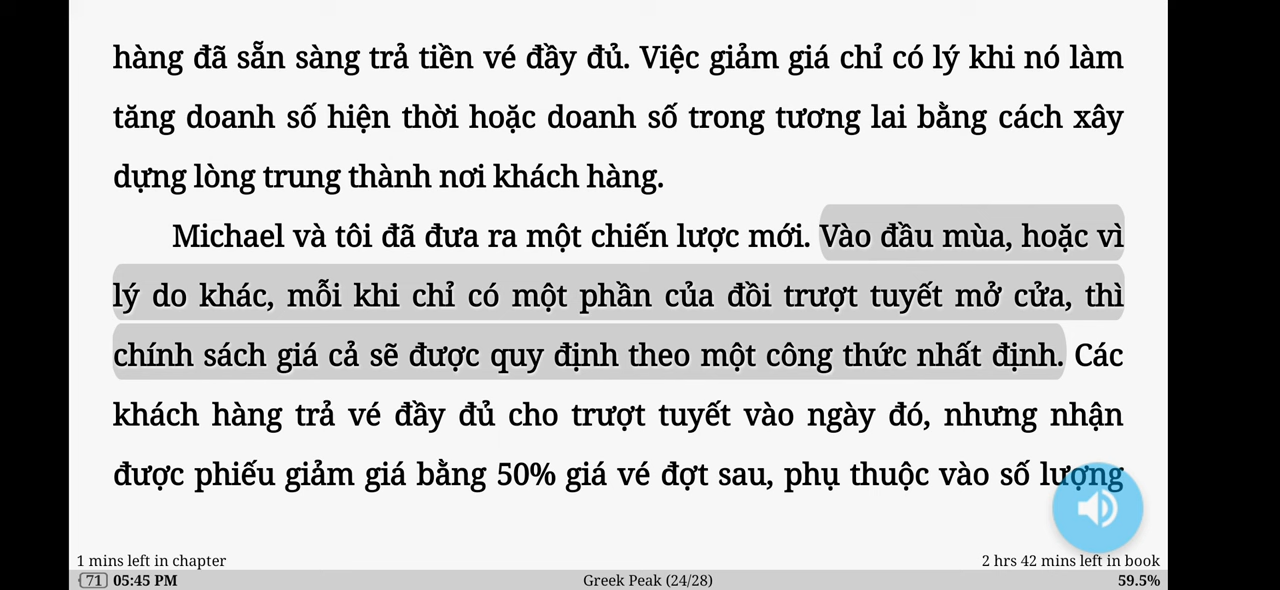 hàng đã sẵn sàng trả tiền vé đầy đủ. Việc giảm giá chỉ có lý khi nó làm
tăng doanh số hiện thời hoặc doanh số trong tương lai bằng cách xây
dựng lòng trung thành nơi khách hàng.
Michael và tôi đã đưa ra một chiến lược mới. Vào đầu mùa, hoặc vì
lý do khác, mỗi khi chỉ có một phần của đồi trượt tuyết mở cửa, thì
chính sách giá cả sẽ được quy định theo một công thức nhất định. Các
khách hàng trả vé đầy đủ cho trượt tuyết vào ngày đó, nhưng nhận
được phiếu giảm giá bằng 50% giá vé đợt sau, phụ thuộc vào số lượng
1 mins left in chapter 2 hrs 42 mins left in book
71 05:45 PM Greek Peak (24/28) 59.5%